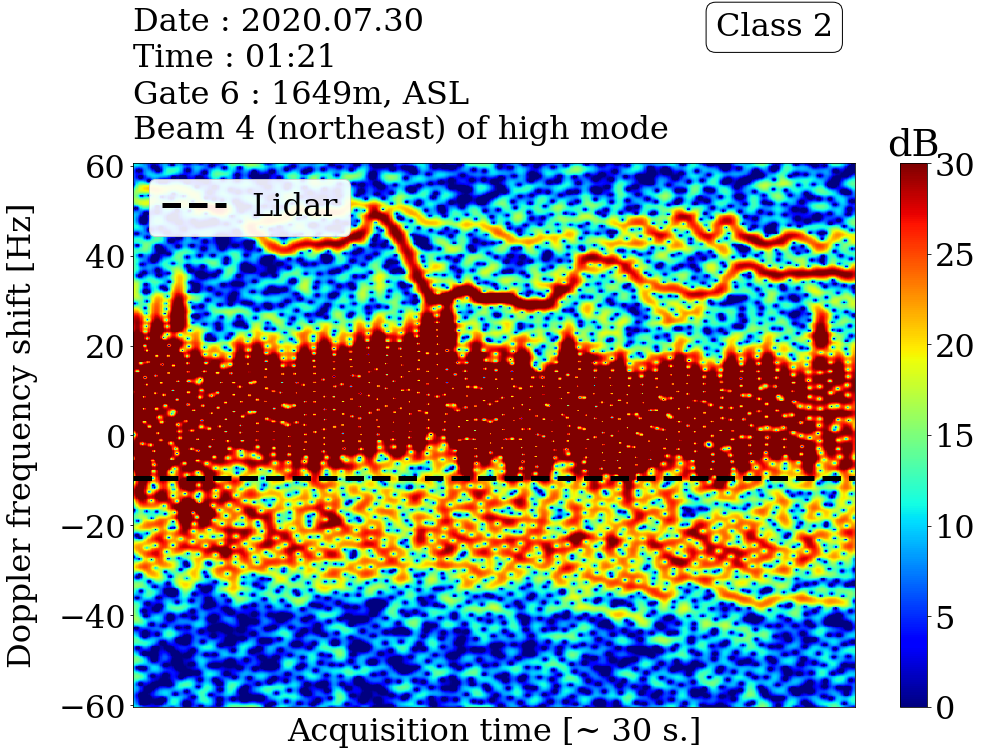 Date : 2020.07.30
Time : 01:21
Gate 6 : 1649m, ASL
Beam 4 (northeast) of high mode
Class 2
dB
Lidar
Doppler frequency shift [Hz]
60
40
20
0
−20
−40
−60
30
25
20
15
10
5
0
Acquisition time [~ 30 s.]